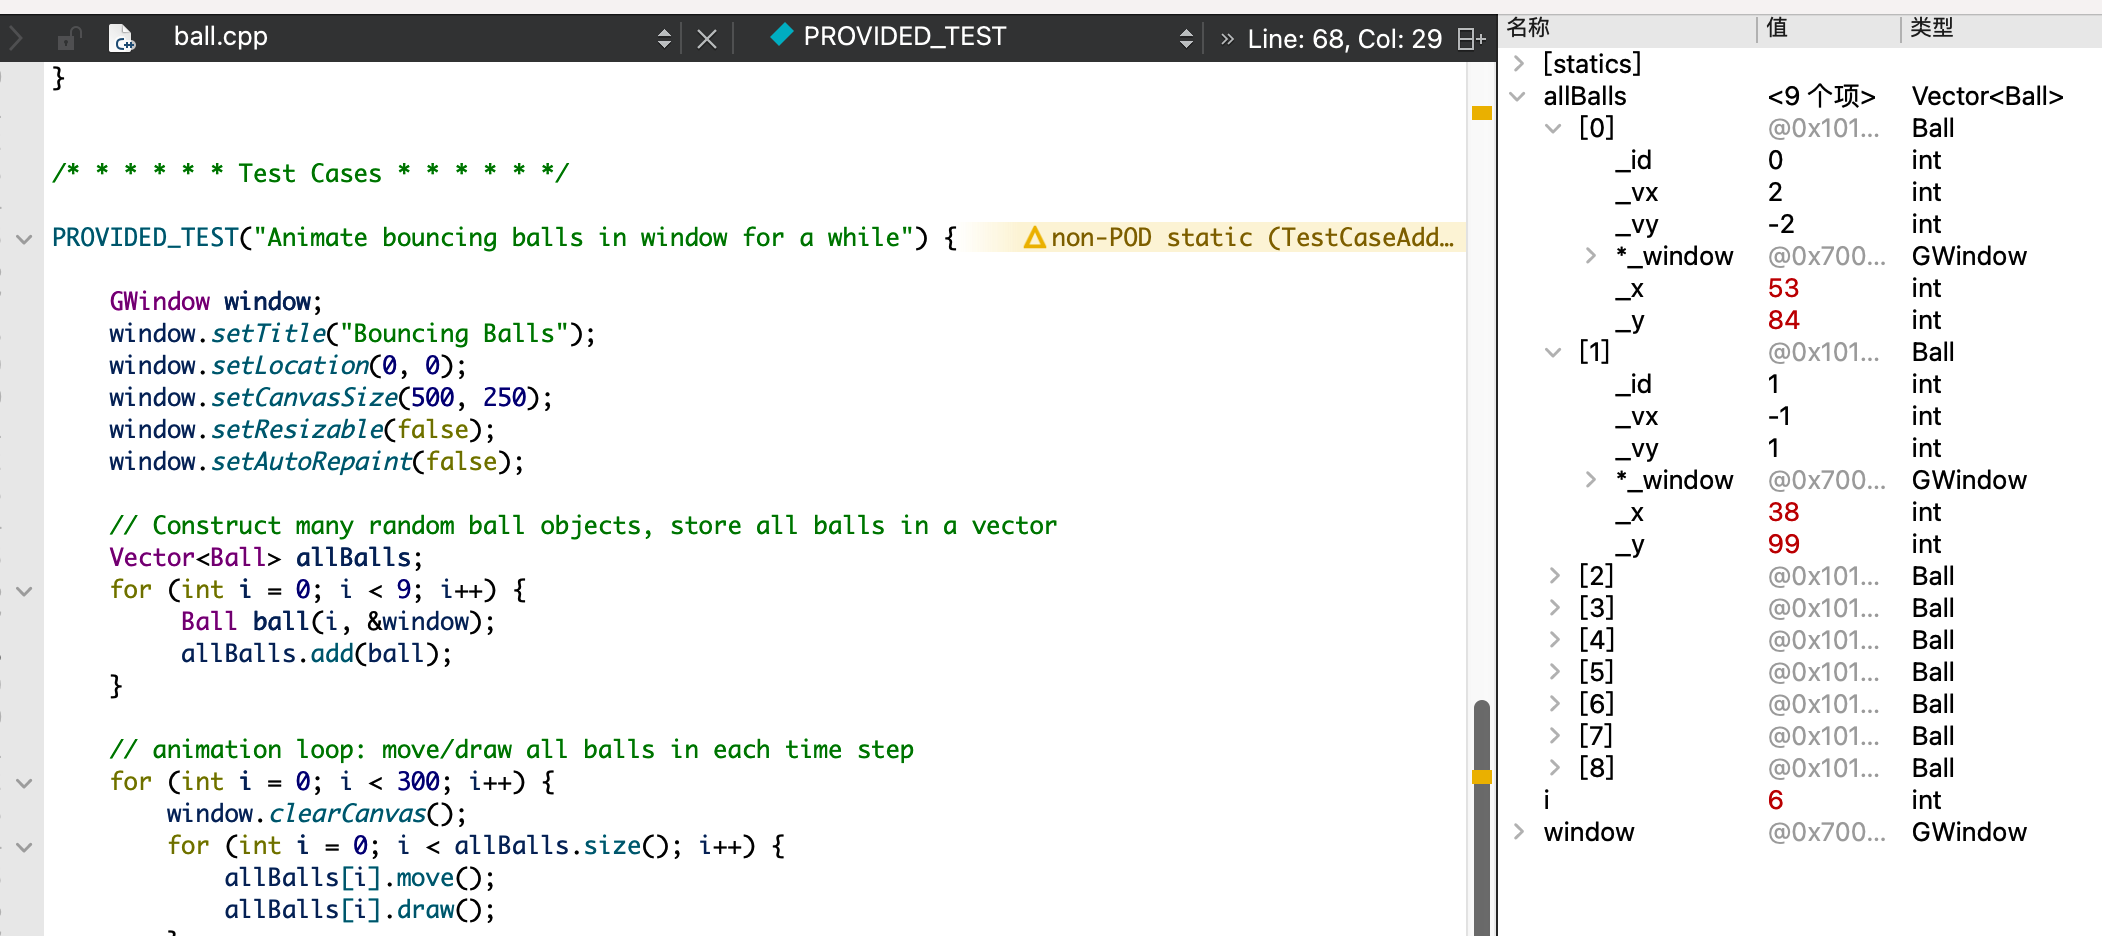 ball.cpp
PROVIDED_TEST
» Line: 68, Col: 29
}
/* * * * * * Test Cases * * * * * */
PROVIDED_TEST("Animate bouncing balls in window for a while") {
non-POD static (TestCaseAdd…
GWindow window;
window.setTitle("Bouncing Balls");
window.setLocation(0, 0);
window.setCanvasSize(500, 250);
window.setResizable(false);
window.setAutoRepaint(false);
// Construct many random ball objects, store all balls in a vector
Vector<Ball> allBalls;
for (int i = 0; i < 9; i++) {
Ball ball(i, &window);
allBalls.add(ball);
}
// animation loop: move/draw all balls in each time step
for (int i = 0; i < 300; i++) {
window.clearCanvas();
for (int i = 0; i < allBalls.size(); i++) {
allBalls[i].move();
allBalls[i].draw();
名称 值 类型
[statics]
allBalls <9 个项> Vector<Ball>
[0] @0x101... Ball
_id 0 int
_vx 2 int
_vy -2 int
*_window @0x700... GWindow
_x 53 int
_y 84 int
[1] @0x101... Ball
_id 1 int
_vx -1 int
_vy 1 int
*_window @0x700... GWindow
_x 38 int
_y 99 int
[2] @0x101... Ball
[3] @0x101... Ball
[4] @0x101... Ball
[5] @0x101... Ball
[6] @0x101... Ball
[7] @0x101... Ball
[8] @0x101... Ball
i 6 int
window @0x700... GWindow